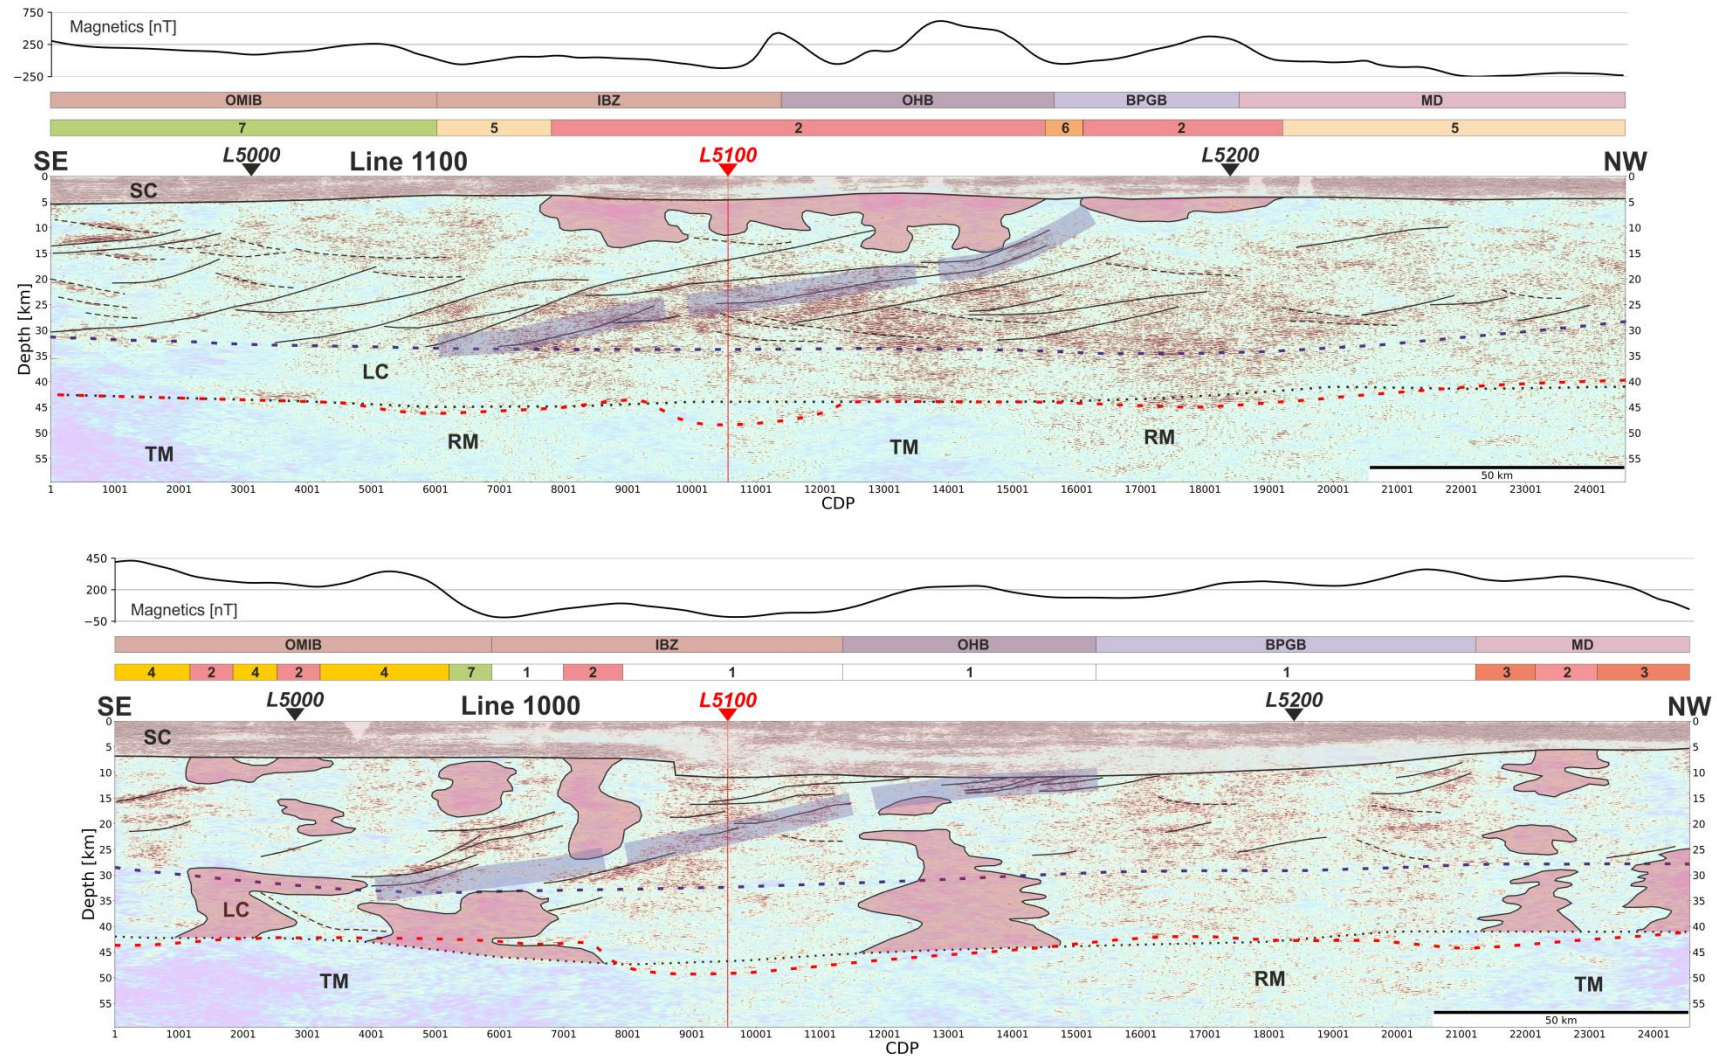 750
Magnetics [nT]
250
−250
OMIB IBZ OHB BPGB MD
7 5 2 6 2 5
SE L5000 Line 1100 L5100 L5200 NW
SC
TM RM LC TM RM
Depth [km]
0 5 10 15 20 25 30 35 40 45 50 55
0 5 10 15 20 25 30 35 40 45 50 55
50 km
1 1001 2001 3001 4001 5001 6001 7001 8001 9001 10001 11001 12001 13001 14001 15001 16001 17001 18001 19001 20001 21001 22001 23001 24001
CDP
450
200
Magnetics [nT]
−50
OMIB IBZ OHB BPGB MD
4 2 4 2 4 7 1 2 1 1 1 3 2 3
SE L5000 Line 1000 L5100 L5200 NW
SC
LC
TM RM TM
Depth [km]
0 5 10 15 20 25 30 35 40 45 50 55
0 5 10 15 20 25 30 35 40 45 50 55
50 km
1 1001 2001 3001 4001 5001 6001 7001 8001 9001 10001 11001 12001 13001 14001 15001 16001 17001 18001 19001 20001 21001 22001 23001 24001
CDP